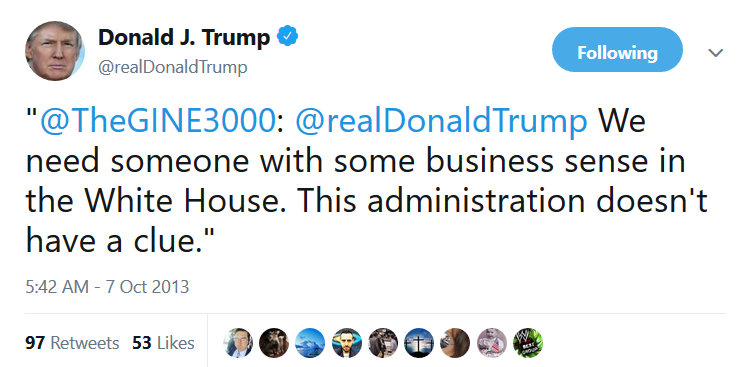 Donald J. Trump
Following
@realDonaldTrump
"@TheGINE3000: @realDonaldTrump We
need someone with some business sense in
the White House. This administration doesn't
have a clue."
5:42 AM - 7 Oct 2013
97 Retweets 53 Likes